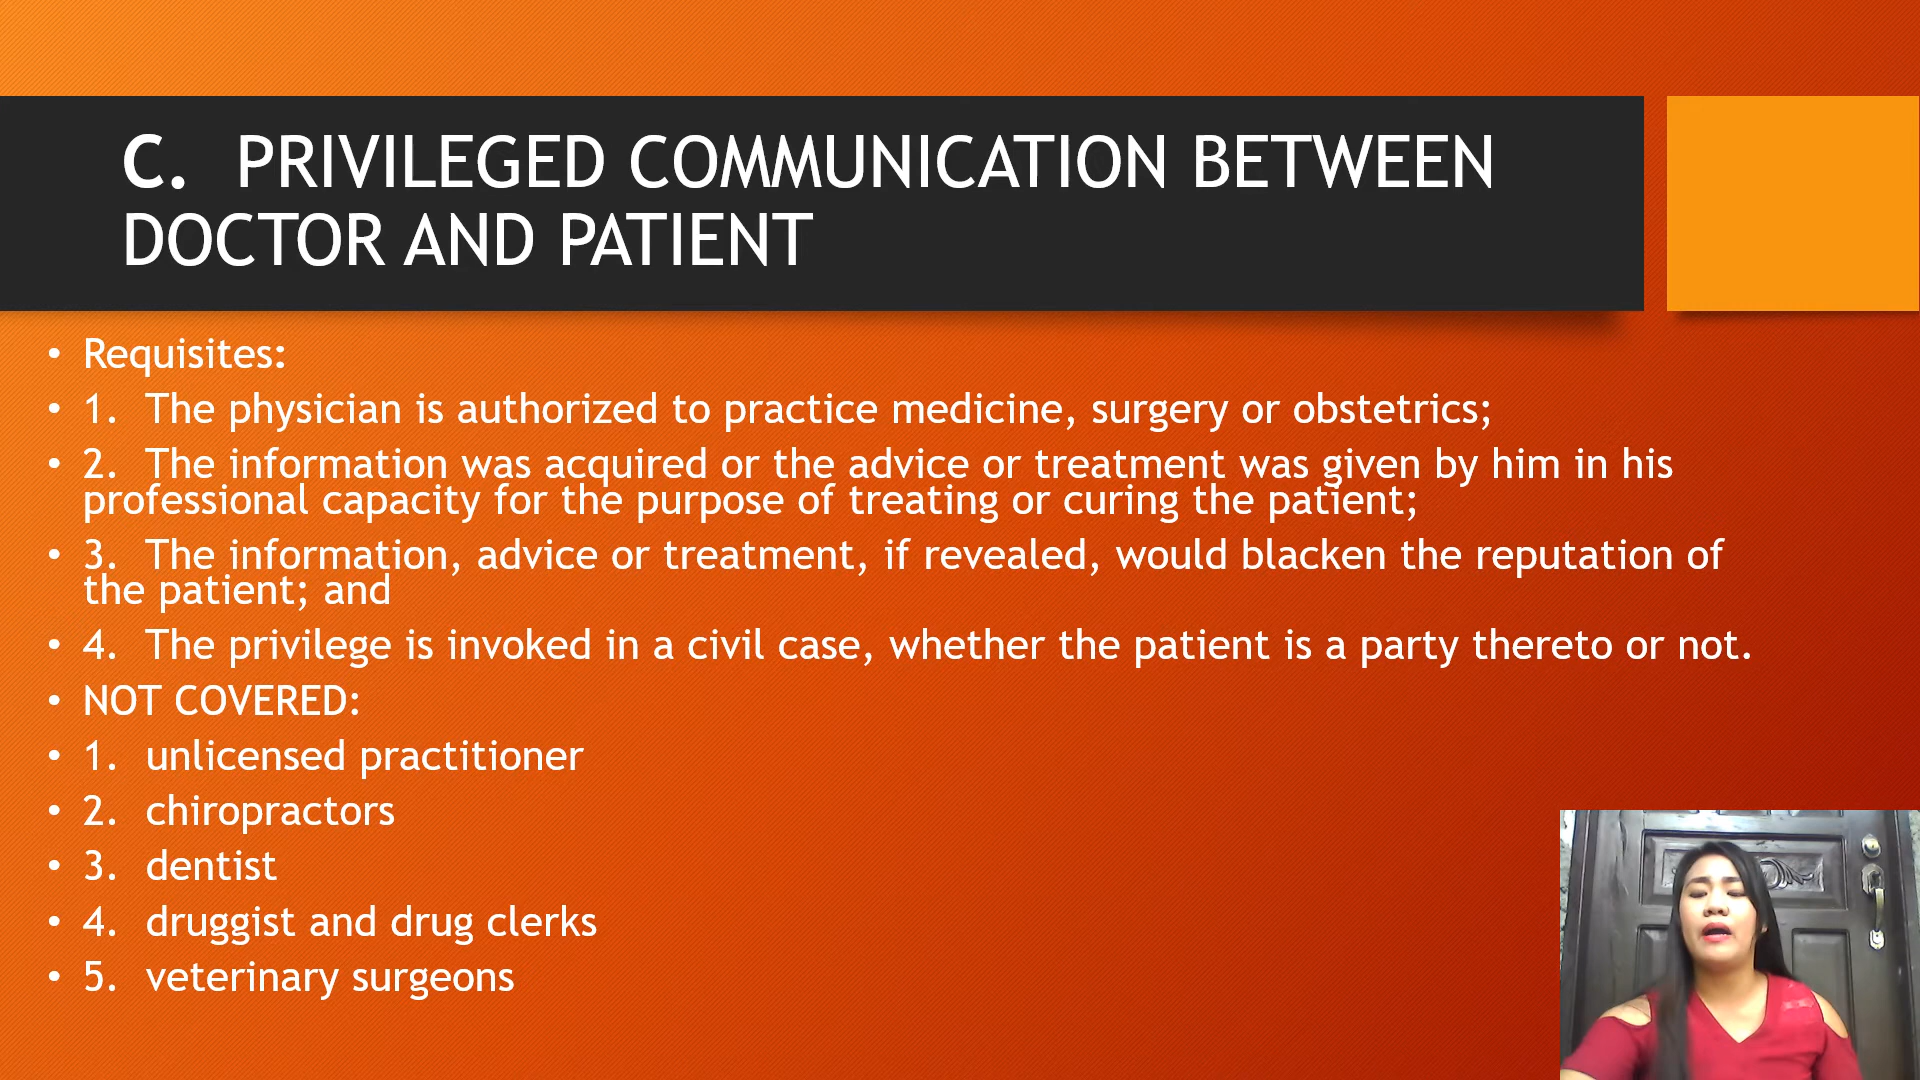 C. PRIVILEGED COMMUNICATION BETWEEN
DOCTOR AND PATIENT
• Requisites:
• 1. The physician is authorized to practice medicine, surgery or obstetrics;
• 2. The information was acquired or the advice or treatment was given by him in his
professional capacity for the purpose of treating or curing the patient;
• 3. The information, advice or treatment, if revealed, would blacken the reputation of
the patient; and
• 4. The privilege is invoked in a civil case, whether the patient is a party thereto or not.
• NOT COVERED:
• 1. unlicensed practitioner
• 2. chiropractors
• 3. dentist
• 4. druggist and drug clerks
• 5. veterinary surgeons